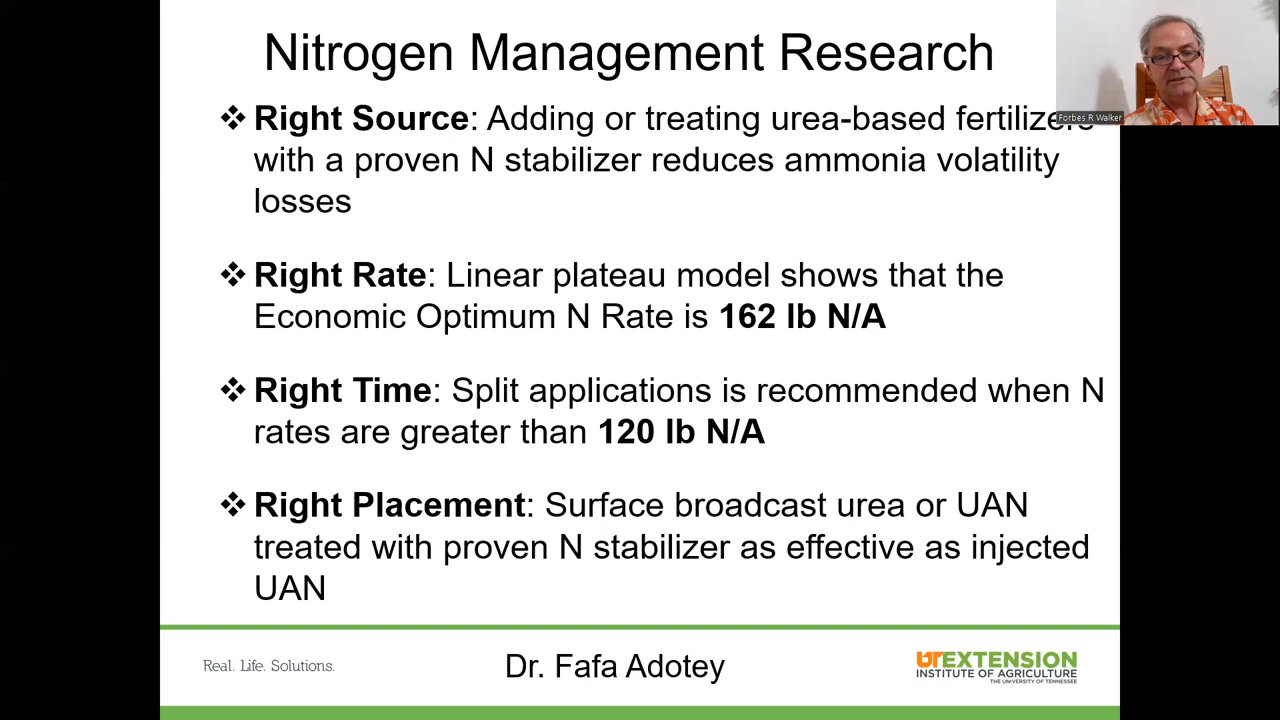 Nitrogen Management Research
❖ Right Source: Adding or treating urea-based fertilizers
with a proven N stabilizer reduces ammonia volatility
losses
❖ Right Rate: Linear plateau model shows that the
Economic Optimum N Rate is 162 lb N/A
❖ Right Time: Split applications is recommended when N
rates are greater than 120 lb N/A
❖ Right Placement: Surface broadcast urea or UAN
treated with proven N stabilizer as effective as injected
UAN
Forbes R Walker
Real. Life. Solutions.
Dr. Fafa Adotey
UT EXTENSION
INSTITUTE OF AGRICULTURE
THE UNIVERSITY OF TENNESSEE